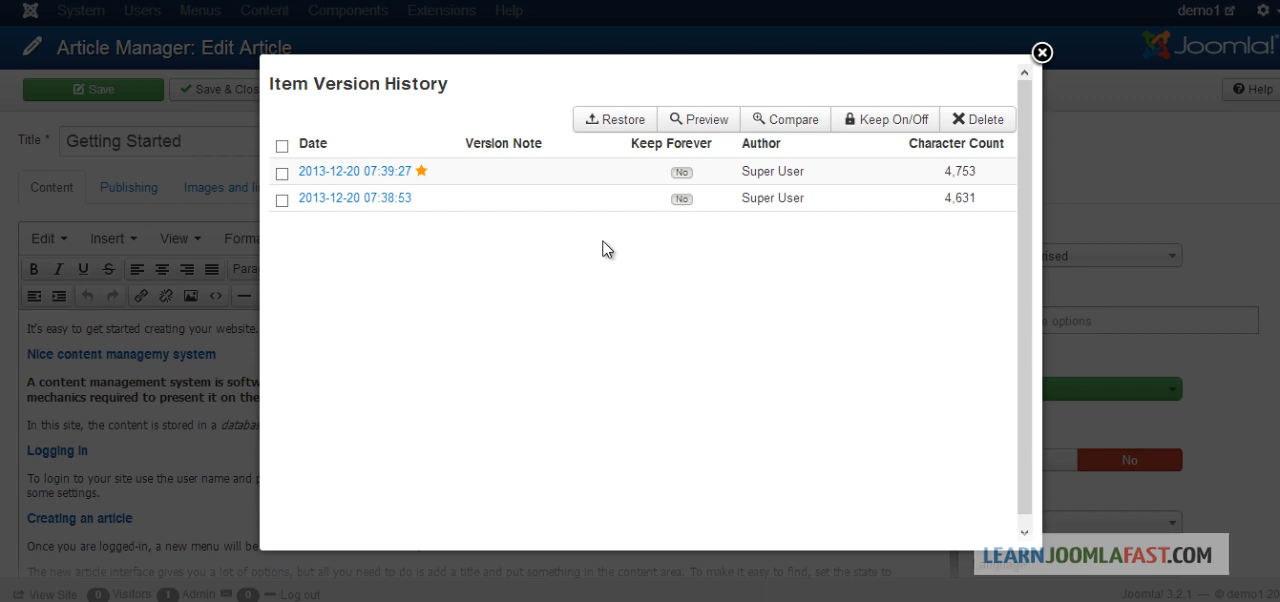 System Users Menus Content Components Extensions Help demo1
Article Manager: Edit Article Joomla!
Save Save & Clos Help
Title * Getting Started
Content Publishing Images and li
Edit Insert View Forma
B I U S Para
It's easy to get started creating your website.
Nice content managemy system
A content management system is softw
mechanics required to present it on the
In this site, the content is stored in a databas
Logging in
To login to your site use the user name and p
some settings.
Creating an article
Once you are logged-in, a new menu will be
The new article interface gives you a lot of options, but all you need to do is add a title and put something in the content area. To make it easy to find, set the state to
Item Version History
Restore Preview Compare Keep On/Off Delete
Date Version Note Keep Forever Author Character Count
2013-12-20 07:39:27 No Super User 4,753
2013-12-20 07:38:53 No Super User 4,631
ised
options
No
LEARNJOOMLAFAST.COM
View Site 0 Visitors 1 Admin 0 Log out Joomla! 3.2.1 — © demo1 20